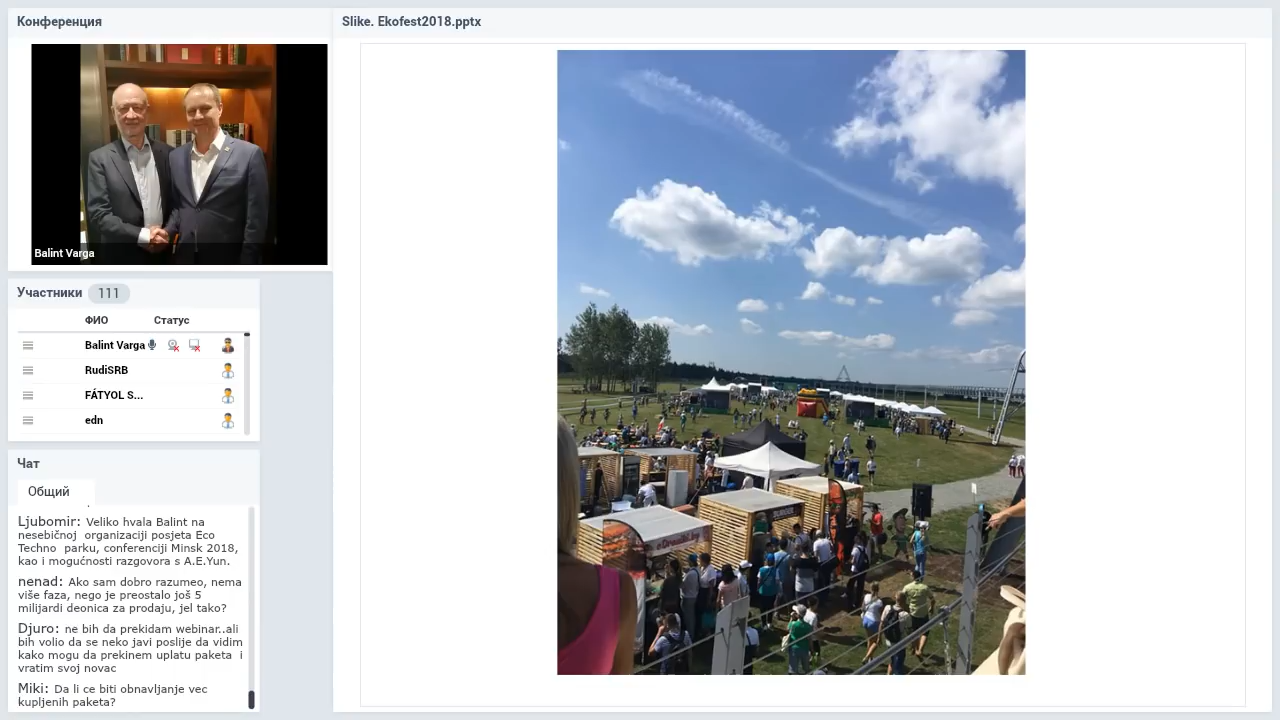 Конференция
Balint Varga
Участники 111
ФИО Статус
Balint Varga
RudiSRB
FÁTYOL S...
edn
Чат
Общий
Ljubomir: Veliko hvala Balint na
nesebičnoj organizaciji posjeta Eco
Techno parku, conferenciji Minsk 2018,
kao i mogućnosti razgovora s A.E.Yun.
nenad: Ako sam dobro razumeo, nema
više faza, nego je preostalo još 5
milijardi deonica za prodaju, jel tako?
Djuro: ne bih da prekidam webinar..ali
bih volio da se neko javi poslije da vidim
kako mogu da prekinem uplatu paketa i
vratim svoj novac
Miki: Da li ce biti obnavljanje vec
kupljenih paketa?
Slike. Ekofest2018.pptx